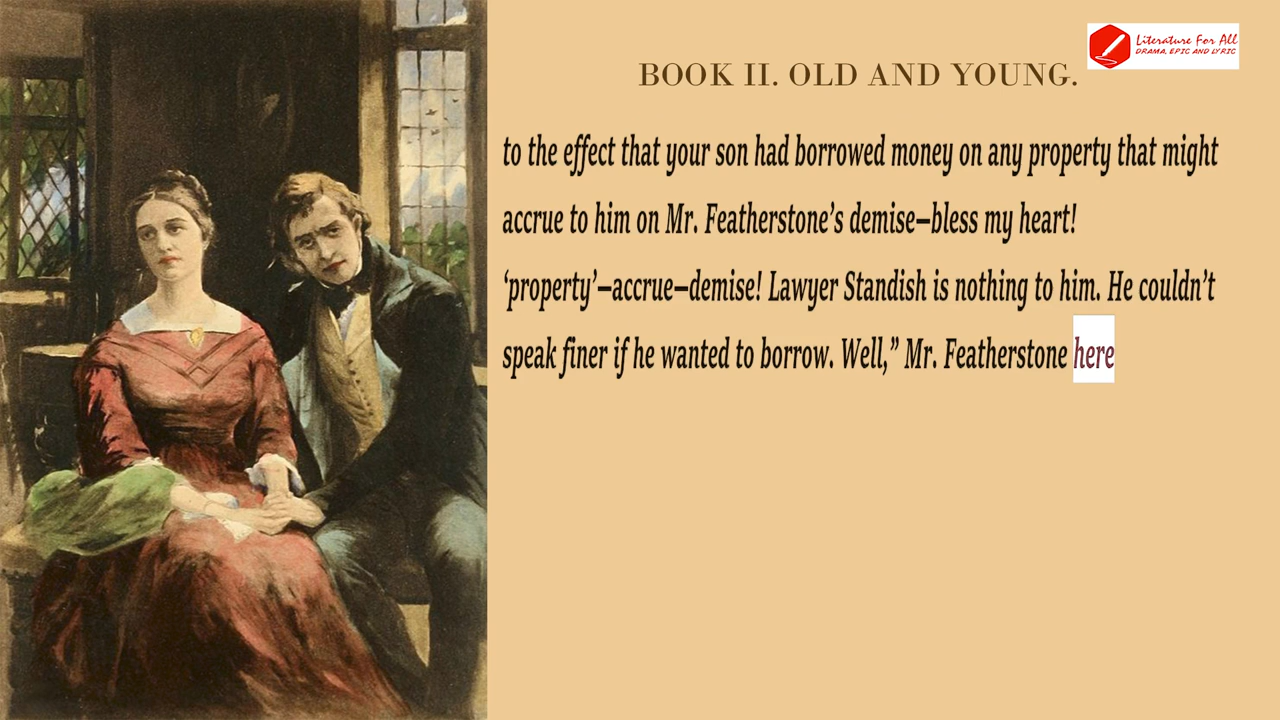 Literature For All
DRAMA, EPIC AND LYRIC
BOOK II. OLD AND YOUNG.
to the effect that your son had borrowed money on any property that might
accrue to him on Mr. Featherstone’s demise—bless my heart!
‘property’—accrue—demise! Lawyer Standish is nothing to him. He couldn’t
speak finer if he wanted to borrow. Well,” Mr. Featherstone here